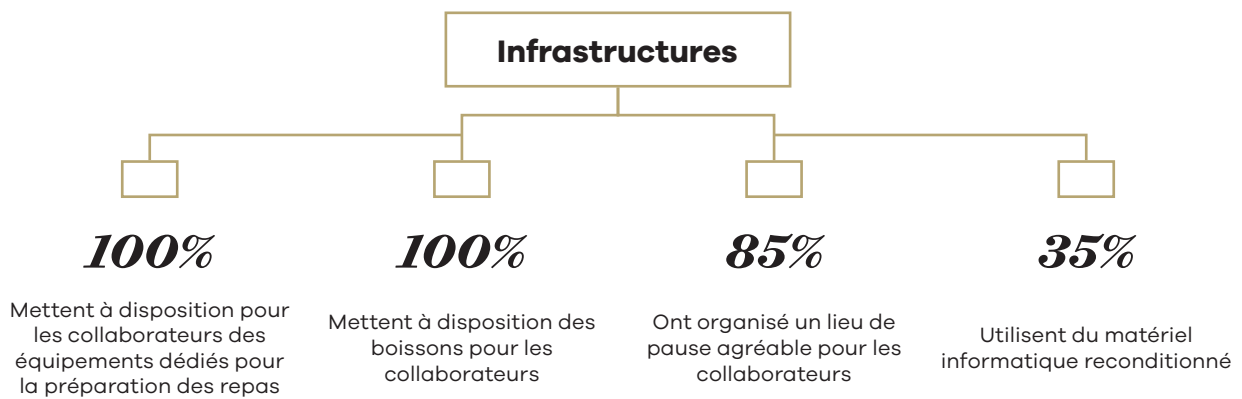 Infrastructures
100%
Mettent à disposition pour
les collaborateurs des
équipements dédiés pour
la préparation des repas
100%
Mettent à disposition des
boissons pour les
collaborateurs
85%
Ont organisé un lieu de
pause agréable pour les
collaborateurs
35%
Utilisent du matériel
informatique reconditionné